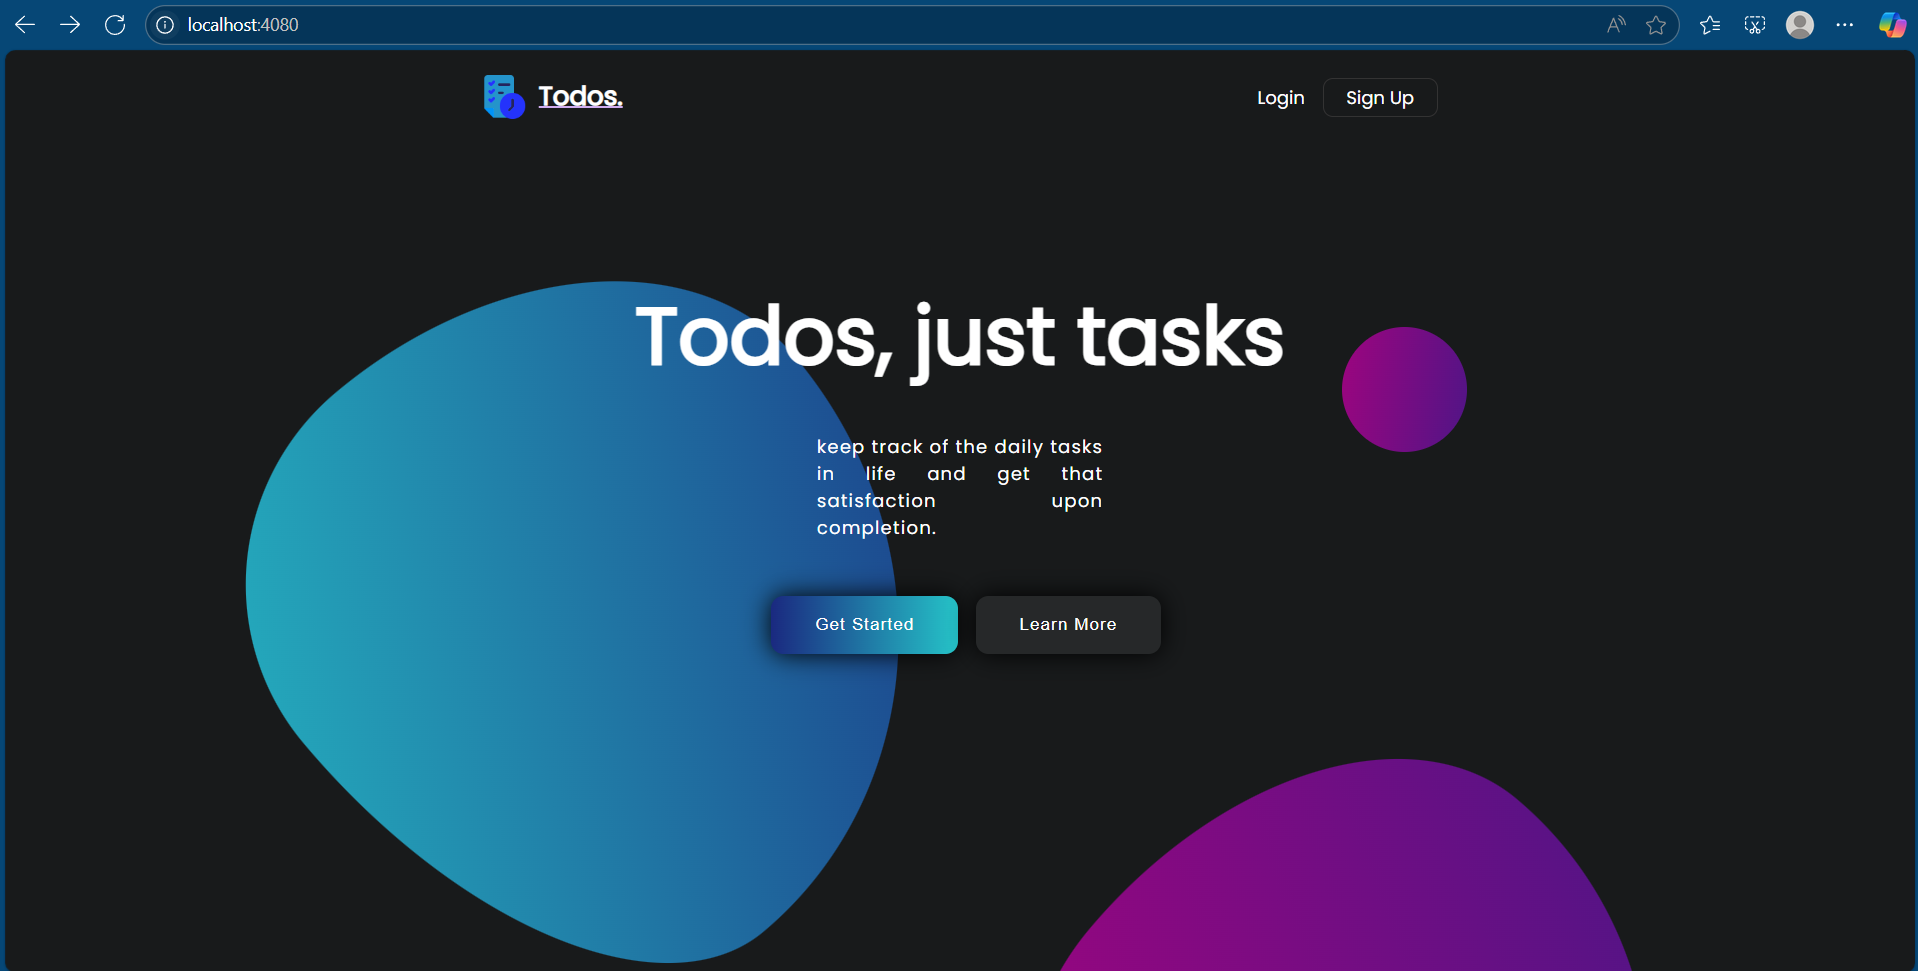 localhost:4080
Todos.
Login
Sign Up
Todos, just tasks
keep track of the daily tasks
in life and get that
satisfaction upon
completion.
Get Started
Learn More